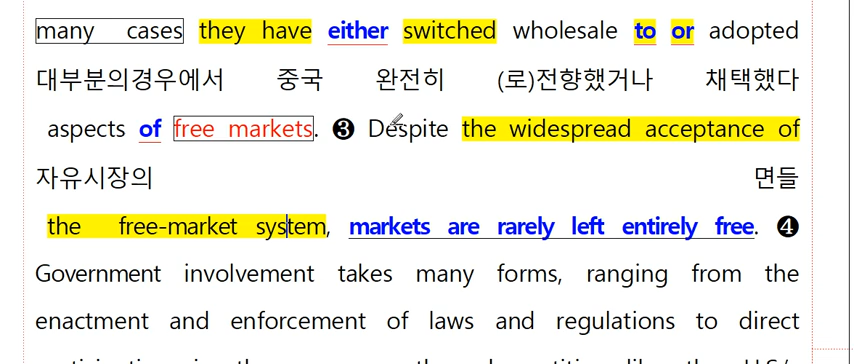 many cases they have either switched wholesale to or adopted
대부분의경우에서 중국 완전히 (로)전향했거나 채택했다
aspects of free markets. ❸ Despite the widespread acceptance of
자유시장의 면들
the free-market system, markets are rarely left entirely free. ❹
Government involvement takes many forms, ranging from the
enactment and enforcement of laws and regulations to direct